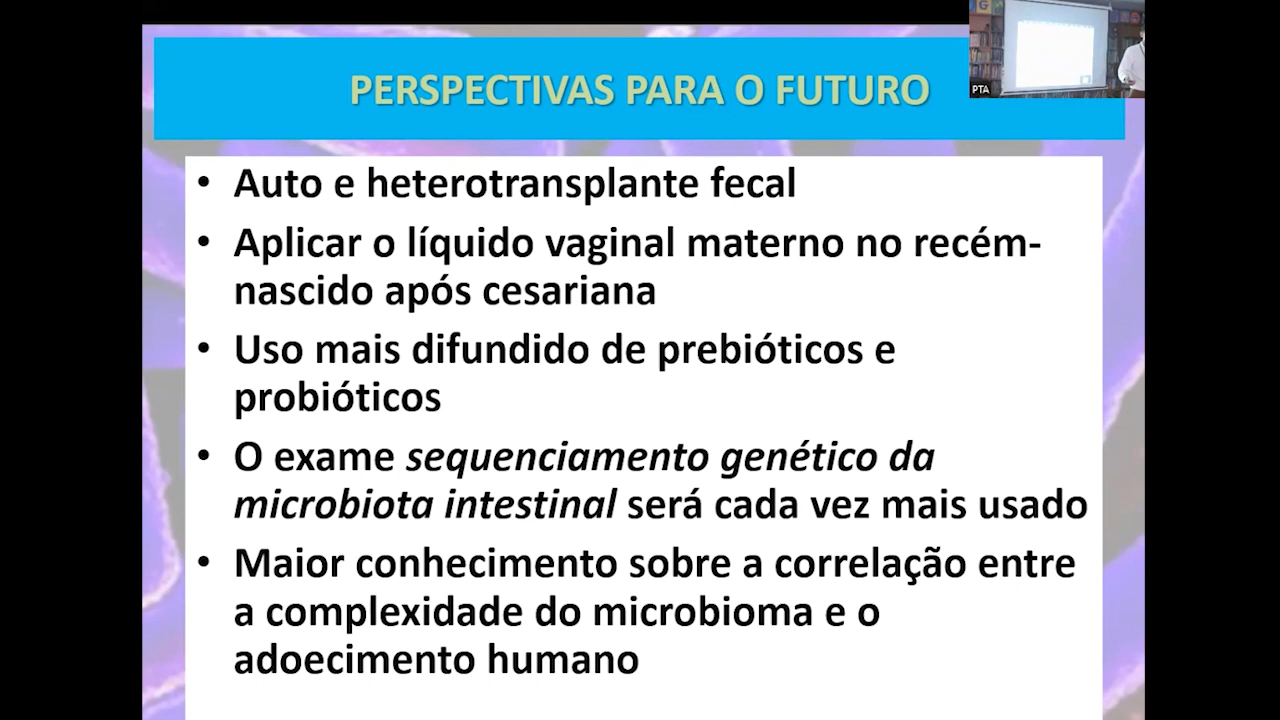 PERSPECTIVAS PARA O FUTURO
PTA
• Auto e heterotransplante fecal
• Aplicar o líquido vaginal materno no recém-
nascido após cesariana
• Uso mais difundido de prebióticos e
probióticos
• O exame sequenciamento genético da
microbiota intestinal será cada vez mais usado
• Maior conhecimento sobre a correlação entre
a complexidade do microbioma e o
adoecimento humano